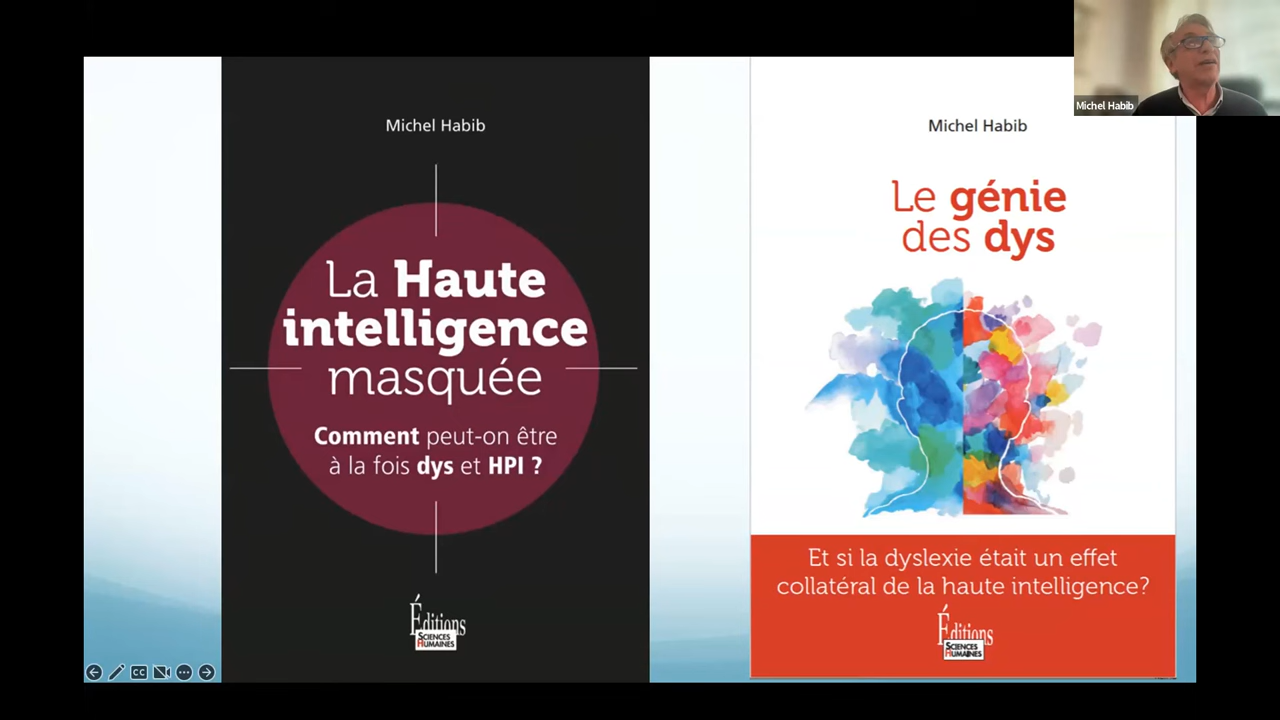 Michel Habib
La Haute
intelligence
masquée
Comment peut-on être
à la fois dys et HPI ?
Éditions
SCIENCES
HUMAINES
Michel Habib
Le génie
des dys
Et si la dyslexie était un effet
collatéral de la haute intelligence?
Éditions
SCIENCES
HUMAINES
Michel Habib
CC